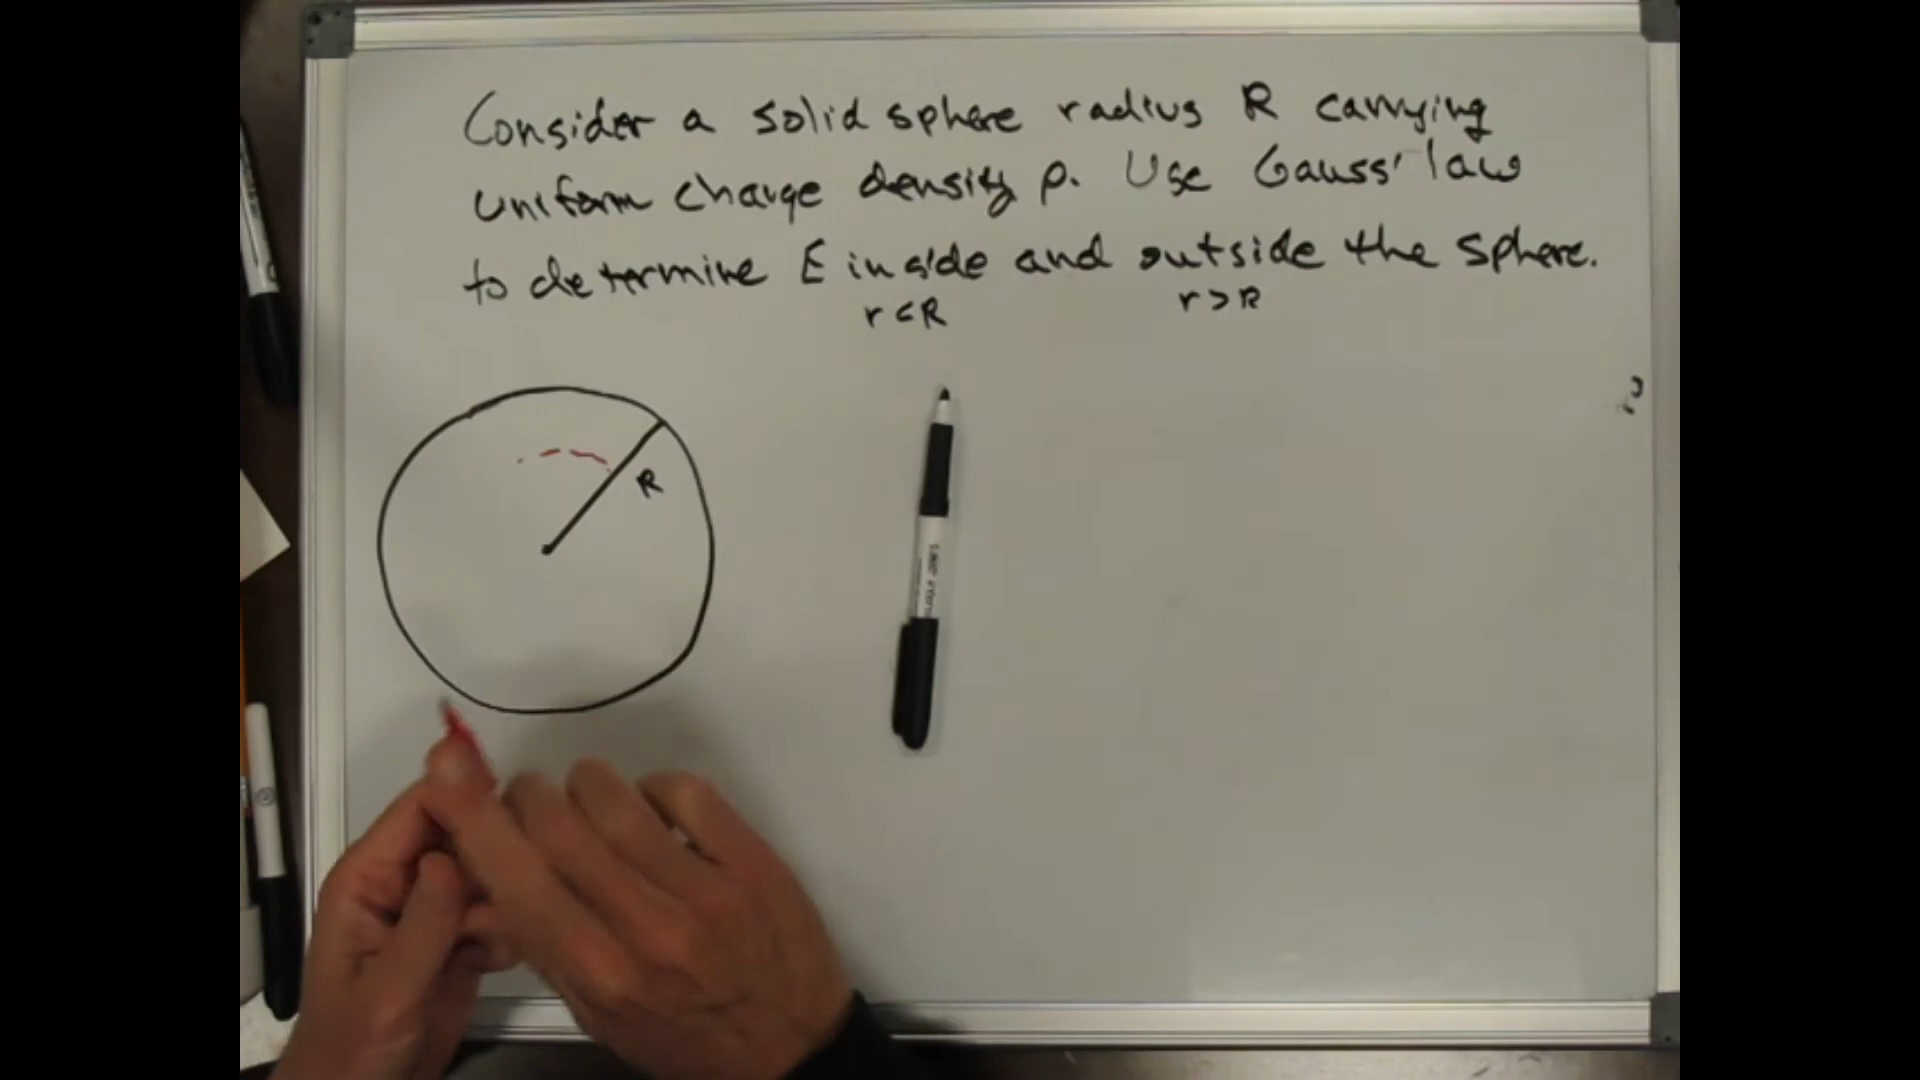 Consider a solid sphere radius R carrying
uniform charge density ρ. Use Gauss' law
to determine E inside and outside the sphere.
r < R r > R
R